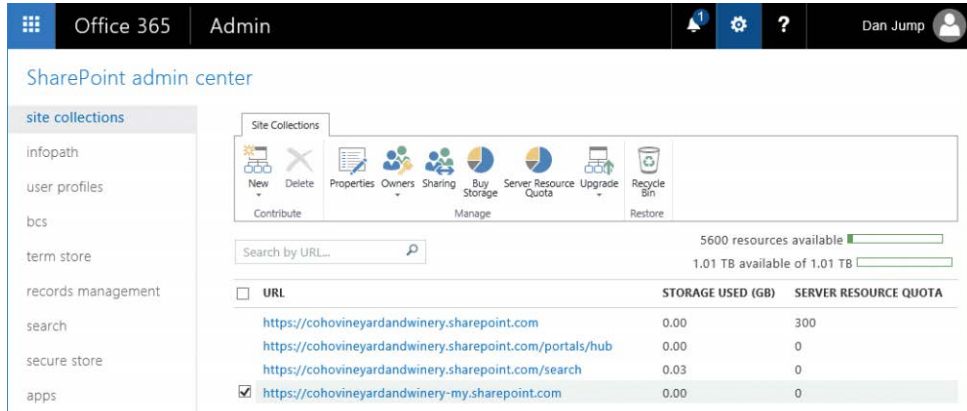 Office 365 Admin 1 ? Dan Jump
SharePoint admin center
site collections
infopath
user profiles
bcs
term store
records management
search
secure store
apps
Site Collections
New Delete Properties Owners Sharing Buy Storage Server Resource Quota Upgrade Recycle Bin
Contribute Manage Restore
Search by URL...
5600 resources available
1.01 TB available of 1.01 TB
URL STORAGE USED (GB) SERVER RESOURCE QUOTA
https://cohovineyardandwinery.sharepoint.com 0.00 300
https://cohovineyardandwinery.sharepoint.com/portals/hub 0.00 0
https://cohovineyardandwinery.sharepoint.com/search 0.03 0
https://cohovineyardandwinery-my.sharepoint.com 0.00 0